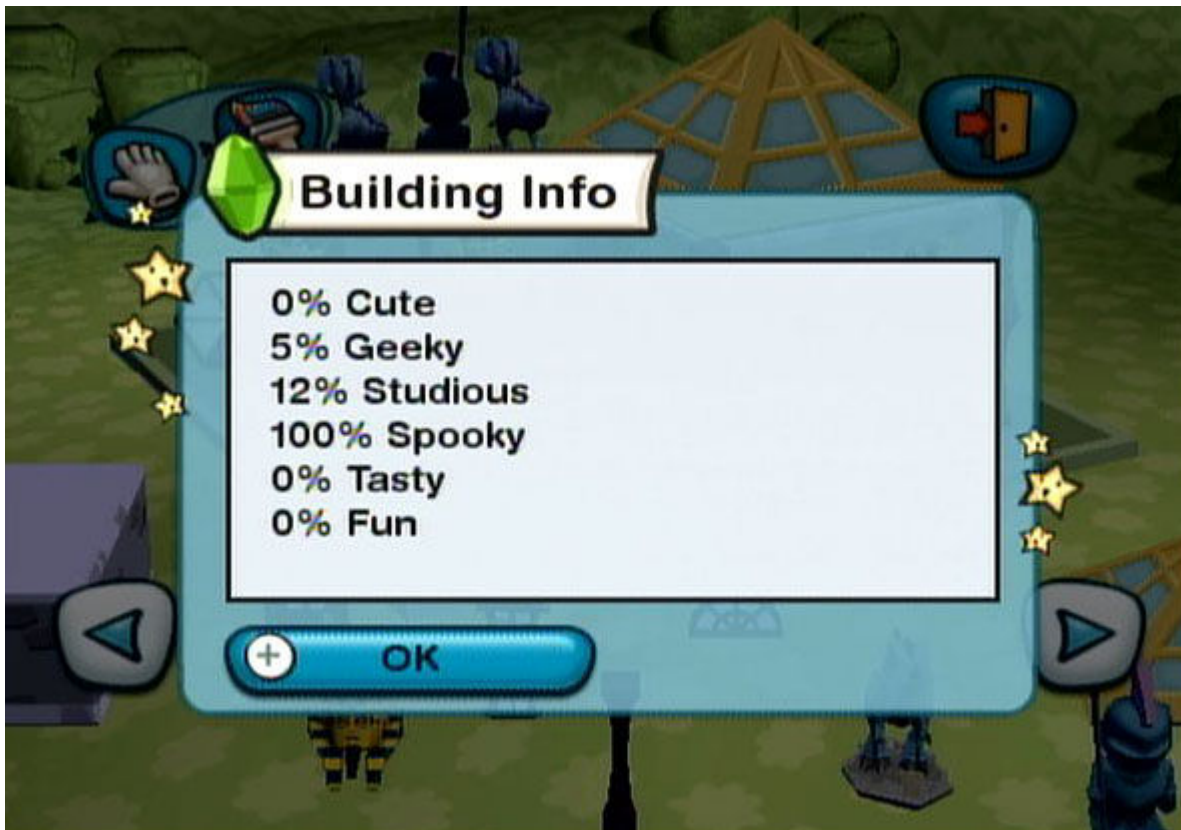 Building Info
0% Cute
5% Geeky
12% Studious
100% Spooky
0% Tasty
0% Fun
+ OK